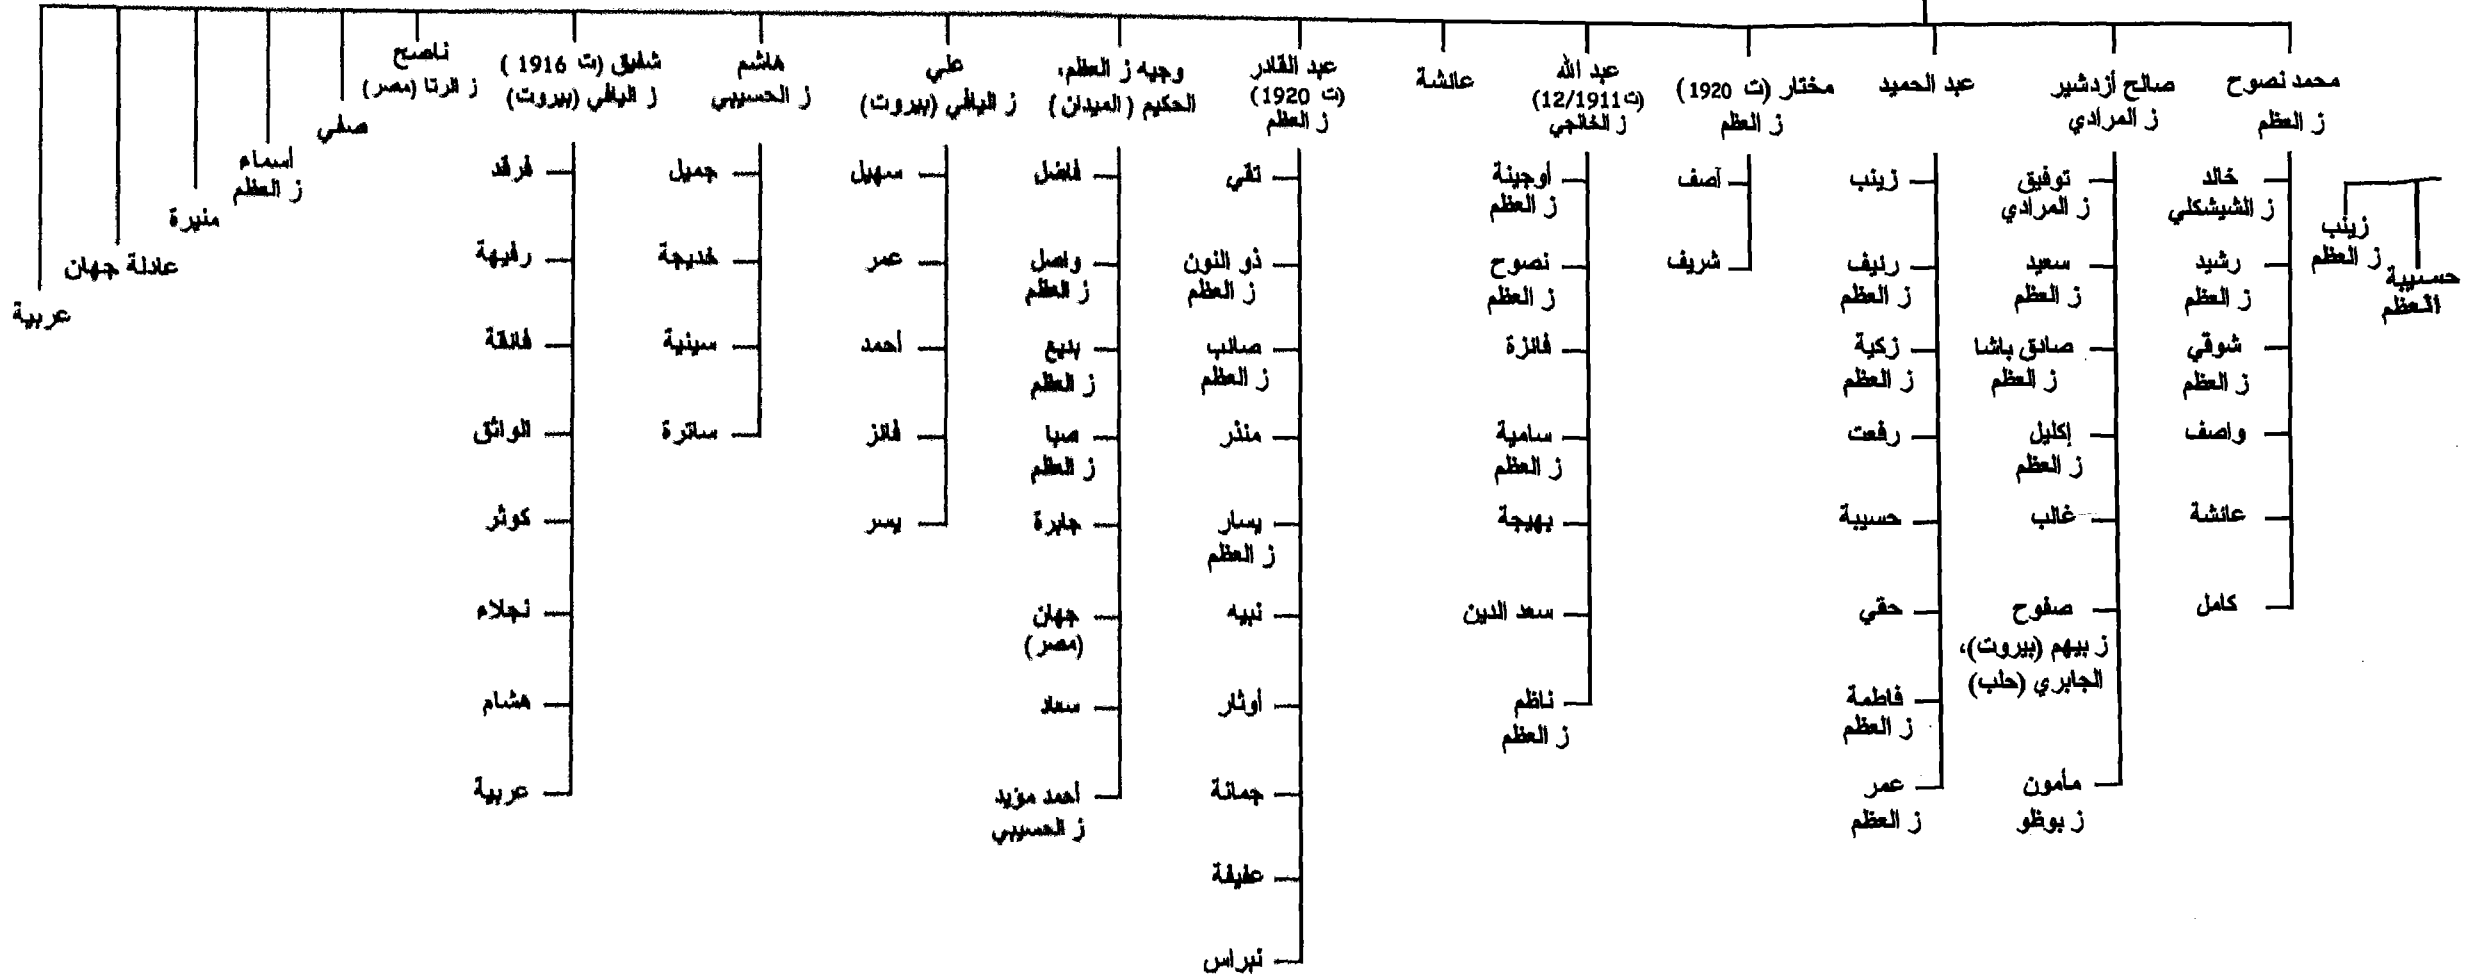 محمد نصوح
ز العظم
خالد
ز الشيشكلي
رشيد
ز العظم
شوقي
ز العظم
واصف
عائشة
كامل
زينب
ز العظم
حسيبة
العظم
صالح أزدشير
ز المرادي
توفيق
ز المرادي
سعيد
ز العظم
صادق باشا
ز العظم
إكليل
ز العظم
غالب
صفوح
ز بيهم (بيروت)،
الجابري (حلب)
مأمون
ز بوظو
عبد الحميد
زينب
رئيف
ز العظم
زكية
ز العظم
رفعت
حسيبة
حقي
فاطمة
ز العظم
عمر
ز العظم
مختار (ت 1920)
ز العظم
آصف
شريف
عبد الله
(ت 12/1911)
ز الخانجي
أوجينة
ز العظم
نصوح
ز العظم
فائزة
سامية
ز العظم
بهيجة
سعد الدين
ناظم
ز العظم
عائشة
عبد القادر
(ت 1920)
ز العظم
تقي
ذو النون
ز العظم
صائب
ز العظم
منذر
يسار
ز العظم
نبيه
أوثار
جمانة
عفيفة
نبراس
وجيه ز العظم،
الحكيم (الميدان)
فاضل
واصل
ز العظم
بديع
ز العظم
صبا
ز العظم
جابرة
جهان
(مصر)
سعاد
أحمد مؤيد
ز الحسيبي
علي
ز اليافي (بيروت)
سهيل
عمر
أحمد
فائز
يسر
هاشم
ز الحسيبي
جميل
خديجة
سينية
سائرة
شفيق (ت 1916)
ز اليافي (بيروت)
فرقد
رفيهة
فائقة
الواثق
كوثر
نجلاء
هشام
عربية
ناصح
ز الرتا (مصر)
صفي
أسماء
ز العظم
منيرة
عادلة جهان
عربية